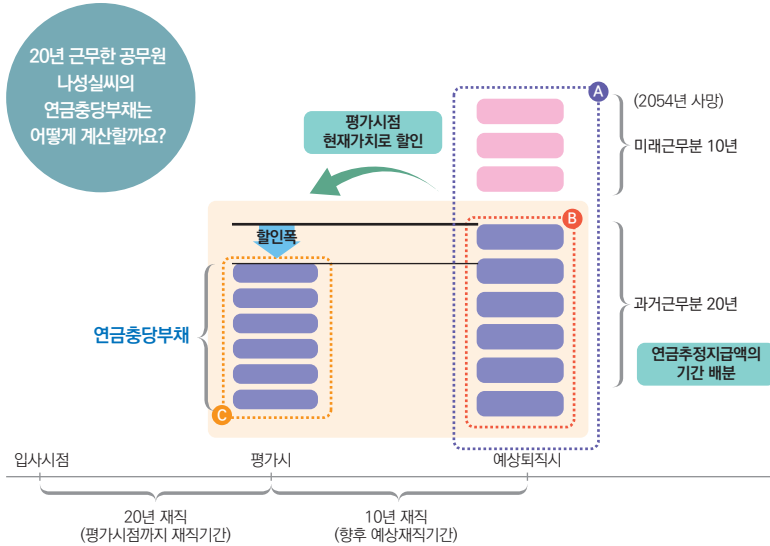 20년 근무한 공무원
나성실씨의
연금충당부채는
어떻게 계산할까요?
A
(2054년 사망)
평가시점
현재가치로 할인
미래근무분 10년
B
할인폭
과거근무분 20년
연금충당부채
연금추정지급액의
기간 배분
C
입사시점
평가시
예상퇴직시
20년 재직
(평가시점까지 재직기간)
10년 재직
(향후 예상재직기간)